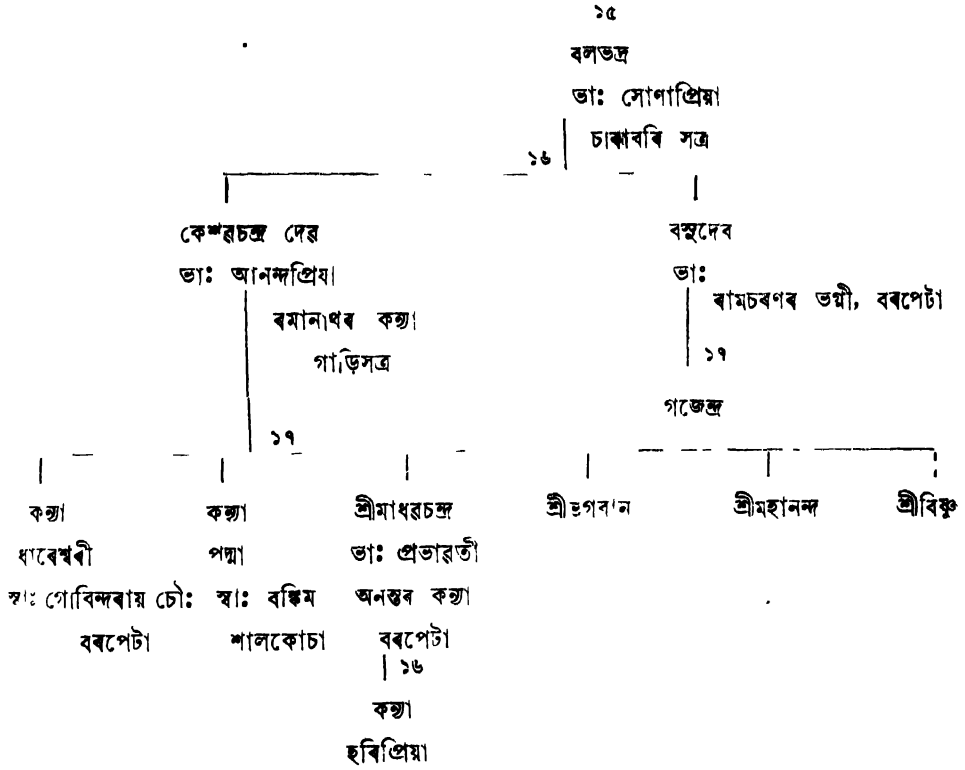 ১৫
বলভদ্ৰ
ভা: সোণাপ্ৰিয়া
চাৰাবৰি সত্ৰ
১৬
কেশৱচন্দ্ৰ দেৱ
বসুদেব
ভা: আনন্দপ্ৰিযা
ভা:
ৰামচৰণৰ ভগ্নী, বৰপেটা
ৰমানাথৰ কন্যা
গাড়িসত্ৰ
১৭
গজেন্দ্ৰ
১৭
কন্যা
কন্যা
শ্ৰীমাধৱচন্দ্ৰ
শ্ৰীভগবান
শ্ৰীমহানন্দ
শ্ৰীবিষ্ণু
ধাৰেশ্বৰী
পদ্মা
ভা: প্ৰভাৱতী
স্বা: গোবিন্দৰায় চৌ:
স্বা: বঙ্কিম
অনন্তৰ কন্যা
বৰপেটা
শালকোচা
বৰপেটা
১৬
কন্যা
হৰিপ্ৰিয়া